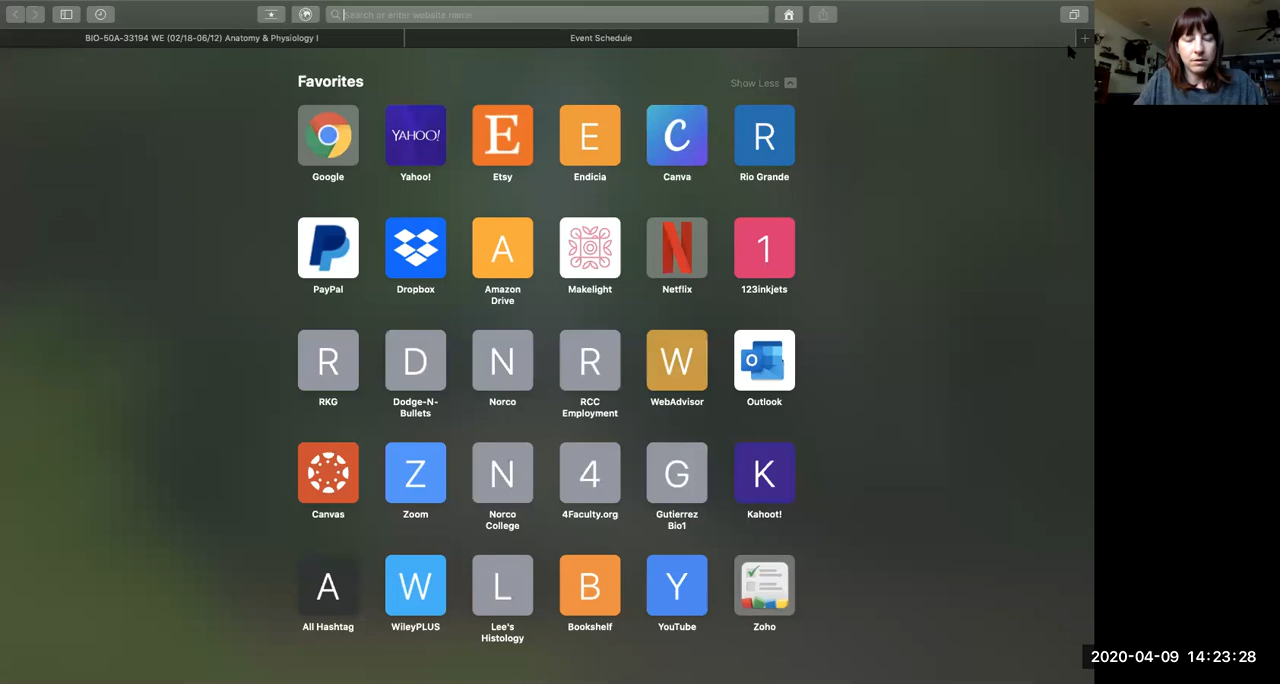 Search or enter website name
BIO-50A-33194 WE (02/18-06/12) Anatomy & Physiology I
Event Schedule
+
Favorites
Show Less
Google
YAHOO!
Yahoo!
E
Etsy
E
Endicia
C
Canva
R
Rio Grande
P
PayPal
Dropbox
A
Amazon
Drive
Makelight
N
Netflix
1
123inkjets
R
RKG
D
Dodge-N-
Bullets
N
Norco
R
RCC
Employment
W
WebAdvisor
O
Outlook
Canvas
Z
Zoom
N
Norco
College
4
4Faculty.org
G
Gutierrez
Bio1
K
Kahoot!
A
All Hashtag
W
WileyPLUS
L
Lee's
Histology
B
Bookshelf
Y
YouTube
Zoho
2020-04-09 14:23:28